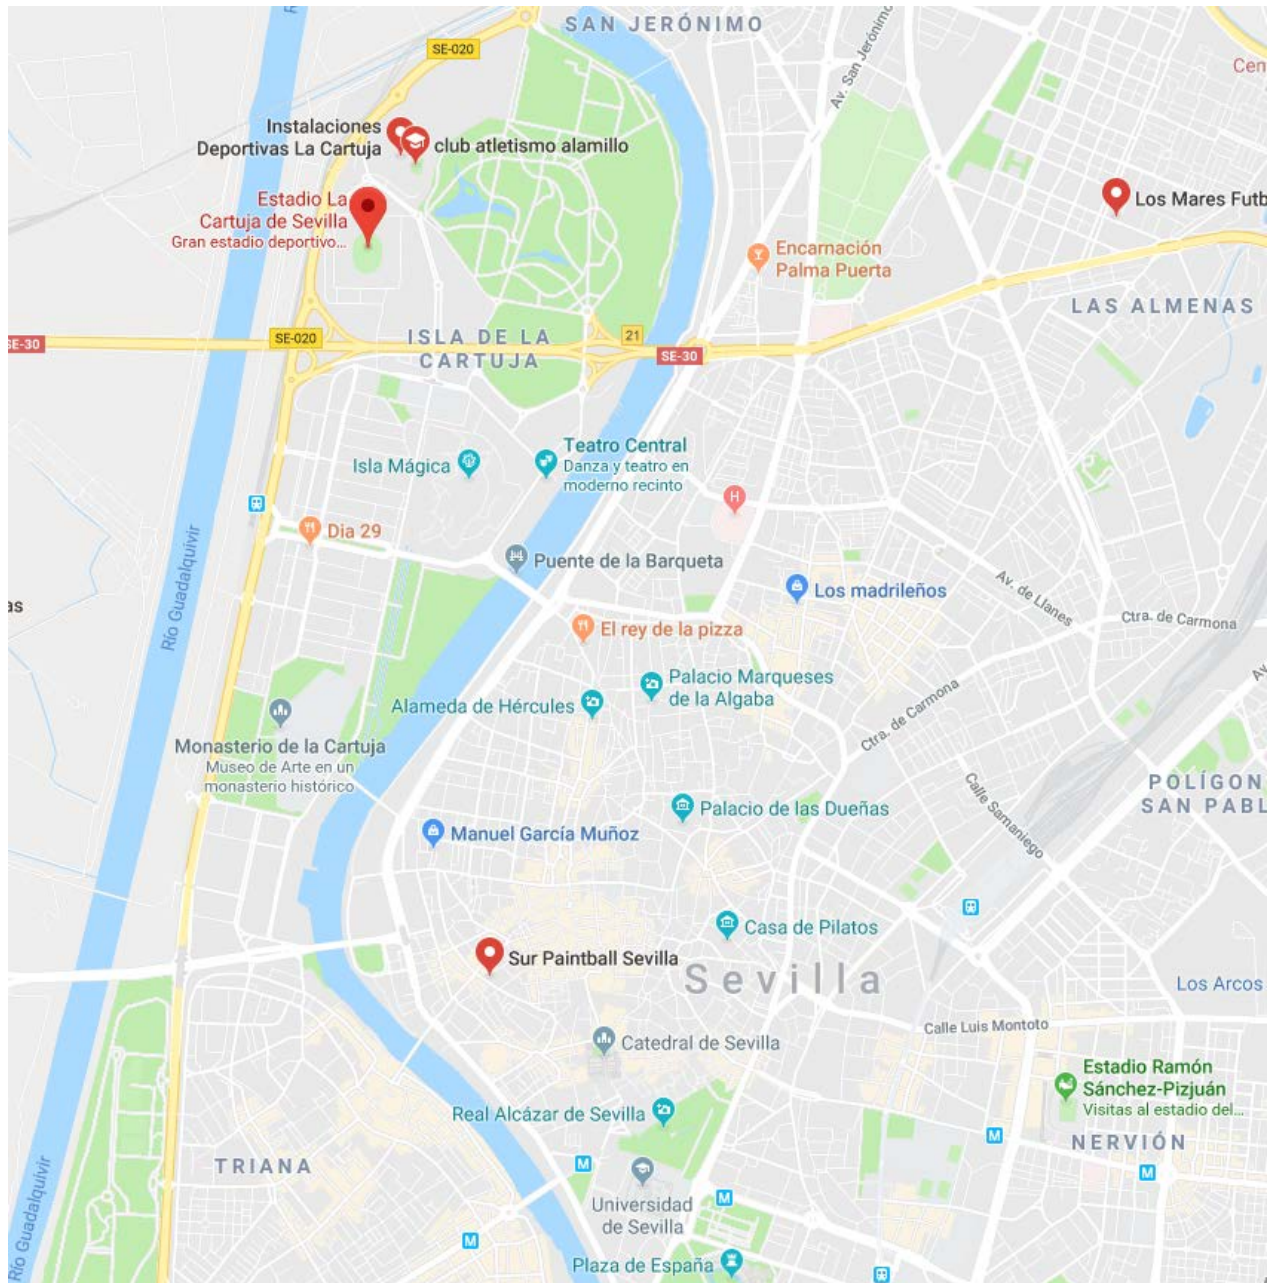 R
SAN JERÓNIMO
SE-020
Av. San Jerónimo
Cen
Instalaciones
Deportivas La Cartuja
club atletismo alamillo
Estadio La
Cartuja de Sevilla
Gran estadio deportivo...
Los Mares Futb
Encarnación
Palma Puerta
LAS ALMENAS
SE-30
SE-020
ISLA DE LA
CARTUJA
21
SE-30
Isla Mágica
Teatro Central
Danza y teatro en
moderno recinto
H
Dia 29
Río Guadalquivir
Puente de la Barqueta
Los madrileños
Av. de Llanes
Ctra. de Carmona
as
El rey de la pizza
Palacio Marqueses
de la Algaba
Alameda de Hércules
Av
Ctra. de Carmona
Monasterio de la Cartuja
Museo de Arte en un
monasterio histórico
POLÍGON
SAN PABL
Calle Samaniego
Palacio de las Dueñas
Manuel García Muñoz
Casa de Pilatos
Sur Paintball Sevilla
Sevilla
Los Arcos
Calle Luis Montoto
Catedral de Sevilla
Estadio Ramón
Sánchez-Pizjuán
Visitas al estadio del...
Real Alcázar de Sevilla
M
NERVIÓN
TRIANA
M
M
Universidad
de Sevilla
M
Río Guadalquivir
M
Plaza de España